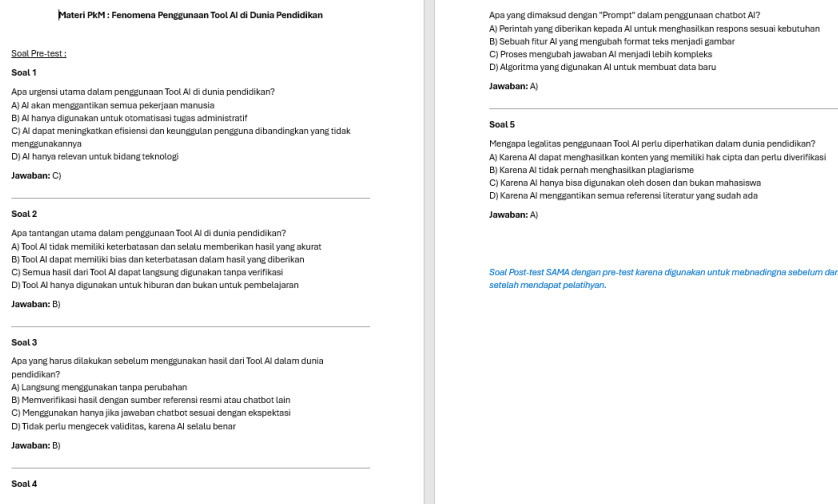 Materi PkM : Fenomena Penggunaan Tool AI di Dunia Pendidikan
Soal Pre-test :
Soal 1
Apa urgensi utama dalam penggunaan Tool AI di dunia pendidikan?
A) AI akan menggantikan semua pekerjaan manusia
B) AI hanya digunakan untuk otomatisasi tugas administratif
C) AI dapat meningkatkan efisiensi dan keunggulan pengguna dibandingkan yang tidak
menggunakannya
D) AI hanya relevan untuk bidang teknologi
Jawaban: C)
Soal 2
Apa tantangan utama dalam penggunaan Tool AI di dunia pendidikan?
A) Tool AI tidak memiliki keterbatasan dan selalu memberikan hasil yang akurat
B) Tool AI dapat memiliki bias dan keterbatasan dalam hasil yang diberikan
C) Semua hasil dari Tool AI dapat langsung digunakan tanpa verifikasi
D) Tool AI hanya digunakan untuk hiburan dan bukan untuk pembelajaran
Jawaban: B)
Soal 3
Apa yang harus dilakukan sebelum menggunakan hasil dari Tool AI dalam dunia
pendidikan?
A) Langsung menggunakan tanpa perubahan
B) Memverifikasi hasil dengan sumber referensi resmi atau chatbot lain
C) Menggunakan hanya jika jawaban chatbot sesuai dengan ekspektasi
D) Tidak perlu mengecek validitas, karena AI selalu benar
Jawaban: B)
Soal 4
Apa yang dimaksud dengan "Prompt" dalam penggunaan chatbot AI?
A) Perintah yang diberikan kepada AI untuk menghasilkan respons sesuai kebutuhan
B) Sebuah fitur AI yang mengubah format teks menjadi gambar
C) Proses mengubah jawaban AI menjadi lebih kompleks
D) Algoritma yang digunakan AI untuk membuat data baru
Jawaban: A)
Soal 5
Mengapa legalitas penggunaan Tool AI perlu diperhatikan dalam dunia pendidikan?
A) Karena AI dapat menghasilkan konten yang memiliki hak cipta dan perlu diverifikasi
B) Karena AI tidak pernah menghasilkan plagiarisme
C) Karena AI hanya bisa digunakan oleh dosen dan bukan mahasiswa
D) Karena AI menggantikan semua referensi literatur yang sudah ada
Jawaban: A)
Soal Post-test SAMA dengan pre-test karena digunakan untuk mebnadingna sebelum dan
setelah mendapat pelatihyan.